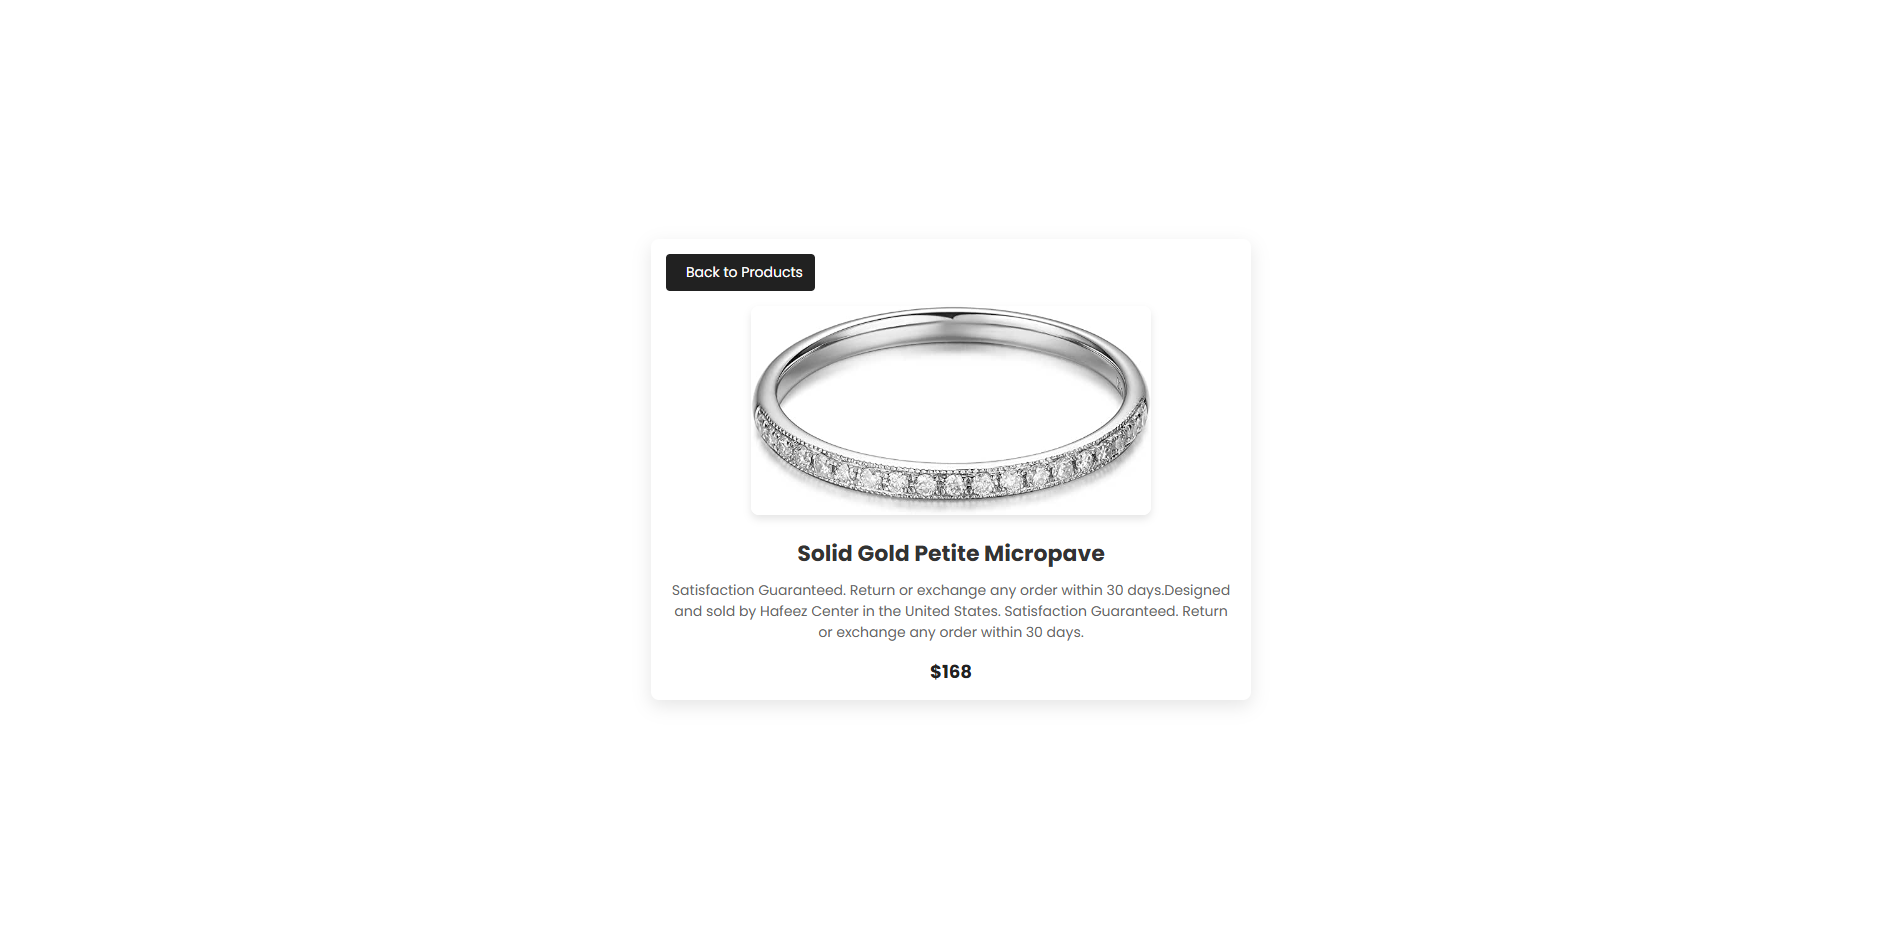 Back to Products
Solid Gold Petite Micropave
Satisfaction Guaranteed. Return or exchange any order within 30 days.Designed
and sold by Hafeez Center in the United States. Satisfaction Guaranteed. Return
or exchange any order within 30 days.
$168